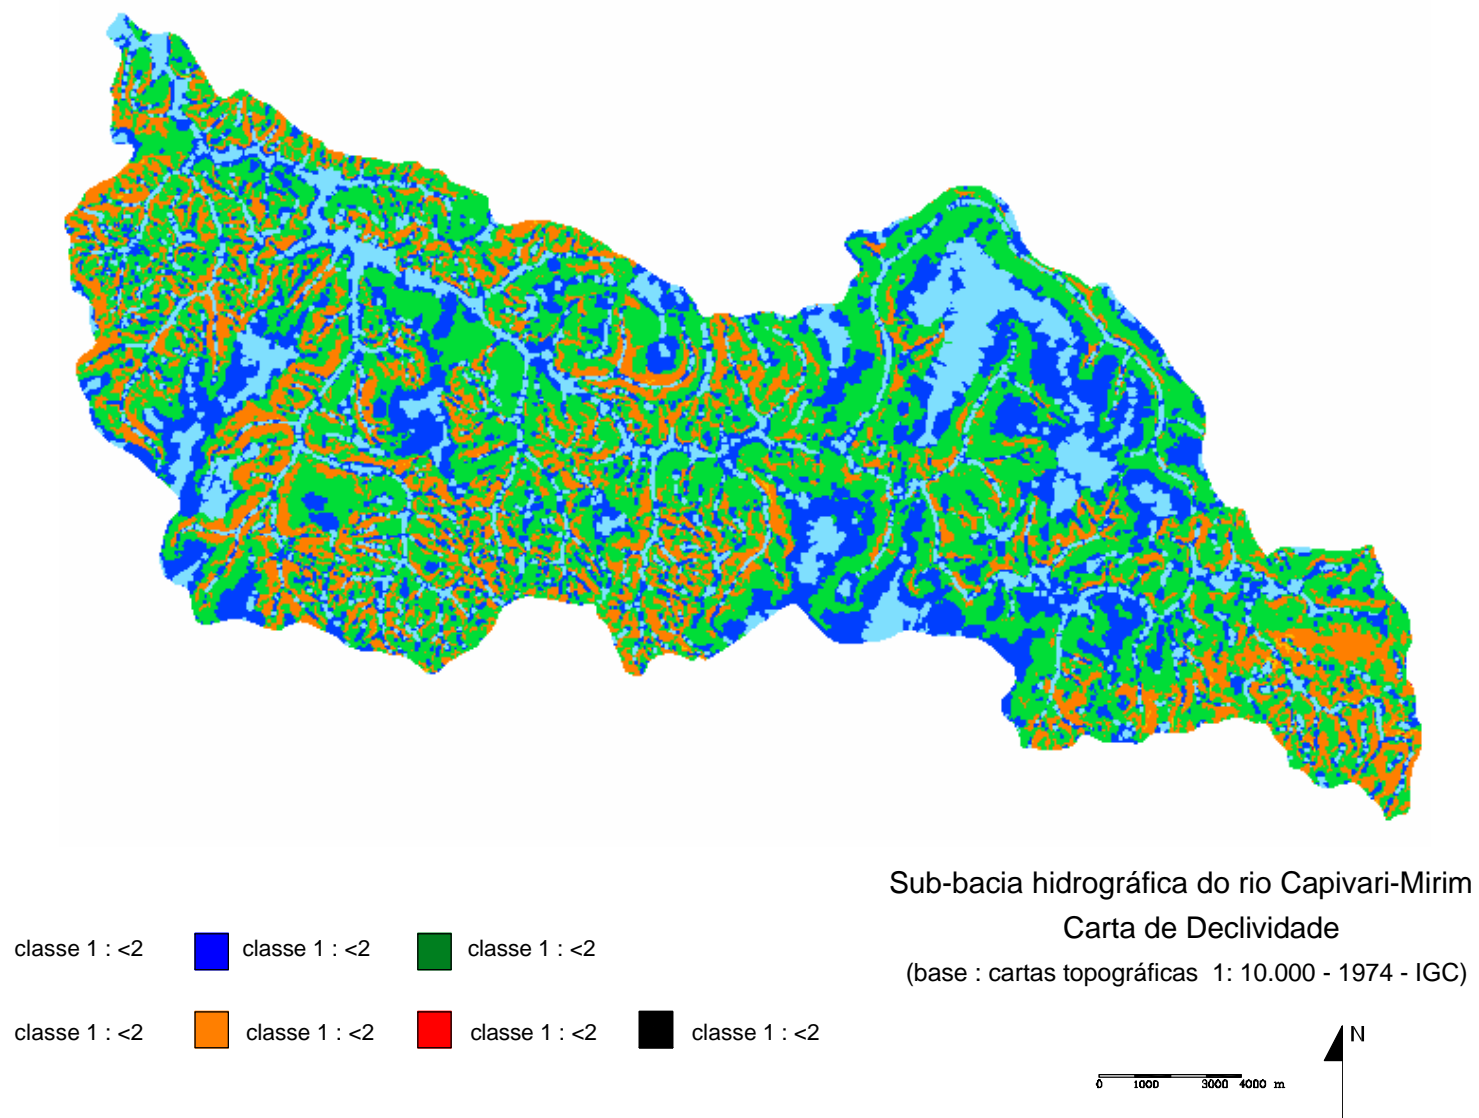 Sub-bacia hidrográfica do rio Capivari-Mirim
Carta de Declividade
(base : cartas topográficas 1: 10.000 - 1974 - IGC)
classe 1 : <2 classe 1 : <2 classe 1 : <2
classe 1 : <2 classe 1 : <2 classe 1 : <2 classe 1 : <2
N
0 1000 3000 4000 m